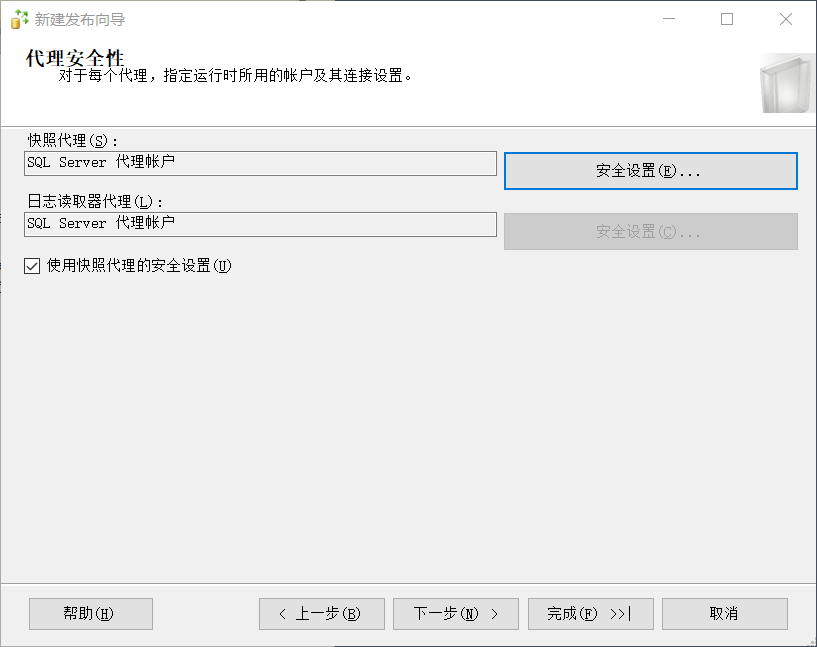 新建发布向导
代理安全性
对于每个代理，指定运行时所用的帐户及其连接设置。
快照代理(S)：
SQL Server 代理帐户
安全设置(E)...
日志读取器代理(L)：
SQL Server 代理帐户
安全设置(C)...
使用快照代理的安全设置(U)
帮助(H)
< 上一步(B)
下一步(N) >
完成(F) >>|
取消